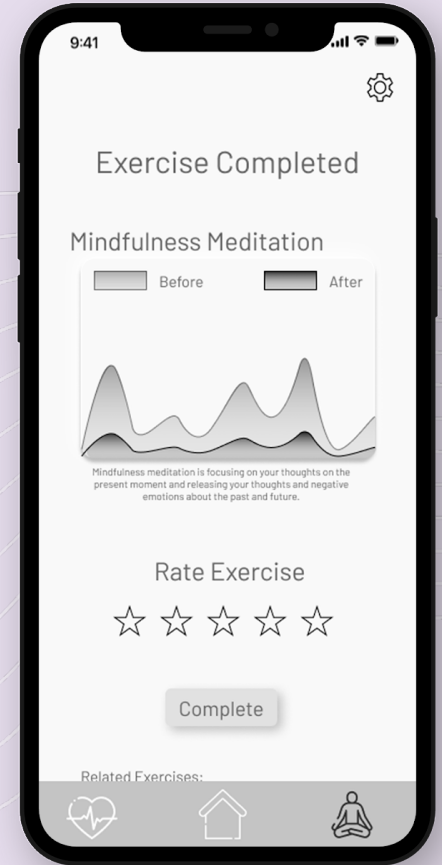 9:41
Exercise Completed
Mindfulness Meditation
Before After
Mindfulness meditation is focusing on your thoughts on the
present moment and releasing your thoughts and negative
emotions about the past and future.
Rate Exercise
Complete
Related Exercises: